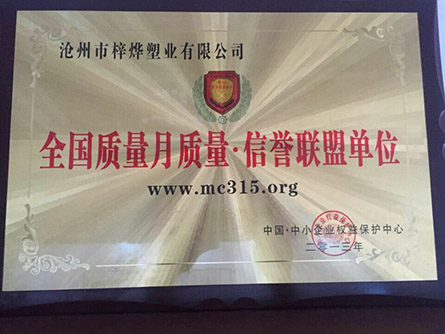 沧州市梓烨塑业有限公司
全国质量月质量·信誉联盟单位
www.mc315.org
中国·中小企业权益保护中心
二〇一三年